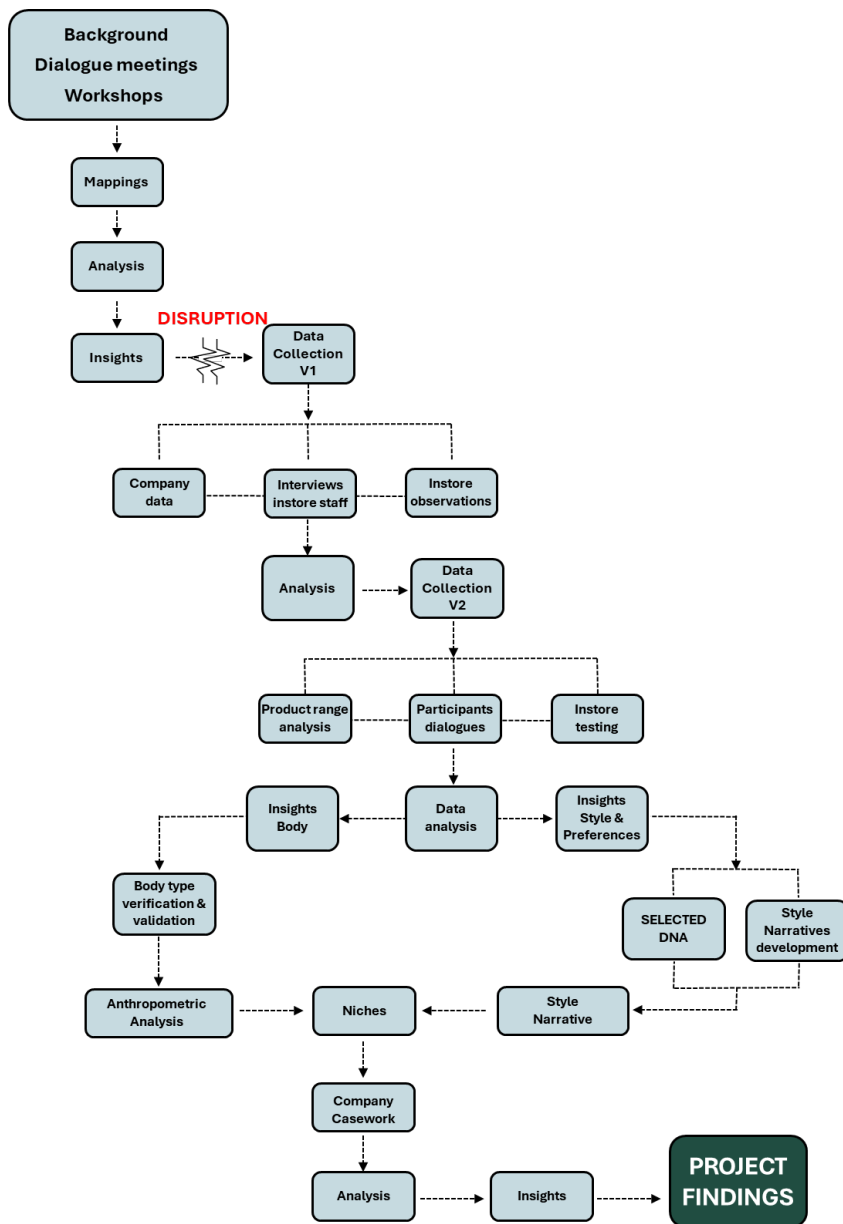 Background
Dialogue meetings
Workshops
Mappings
Analysis
DISRUPTION
Insights
Data
Collection
V1
Company
data
Interviews
instore staff
Instore
observations
Analysis
Data
Collection
V2
Product range
analysis
Participants
dialogues
Instore
testing
Insights
Body
Data
analysis
Insights
Style &
Preferences
Body type
verification &
validation
SELECTED
DNA
Style
Narratives
development
Anthropometric
Analysis
Niches
Style
Narrative
Company
Casework
Analysis
Insights
PROJECT
FINDINGS